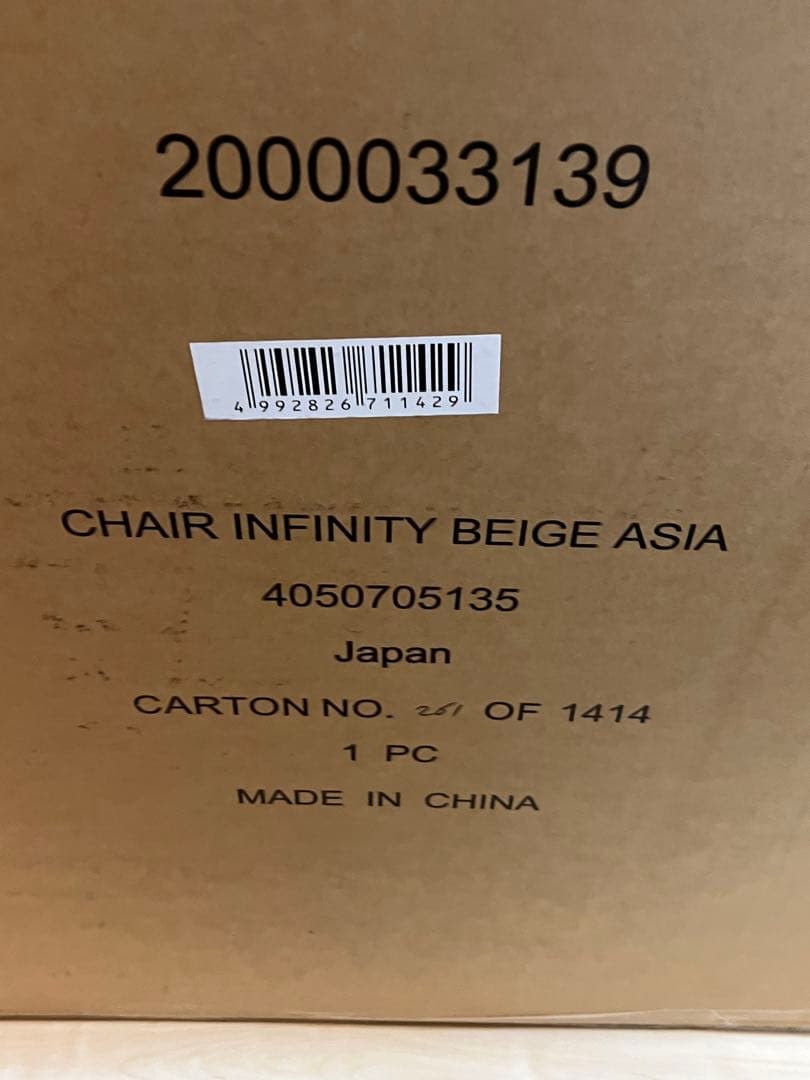 2000033139
4 992826 711429
CHAIR INFINITY BEIGE ASIA
4050705135
Japan
CARTON NO. 251 OF 1414
1 PC
MADE IN CHINA